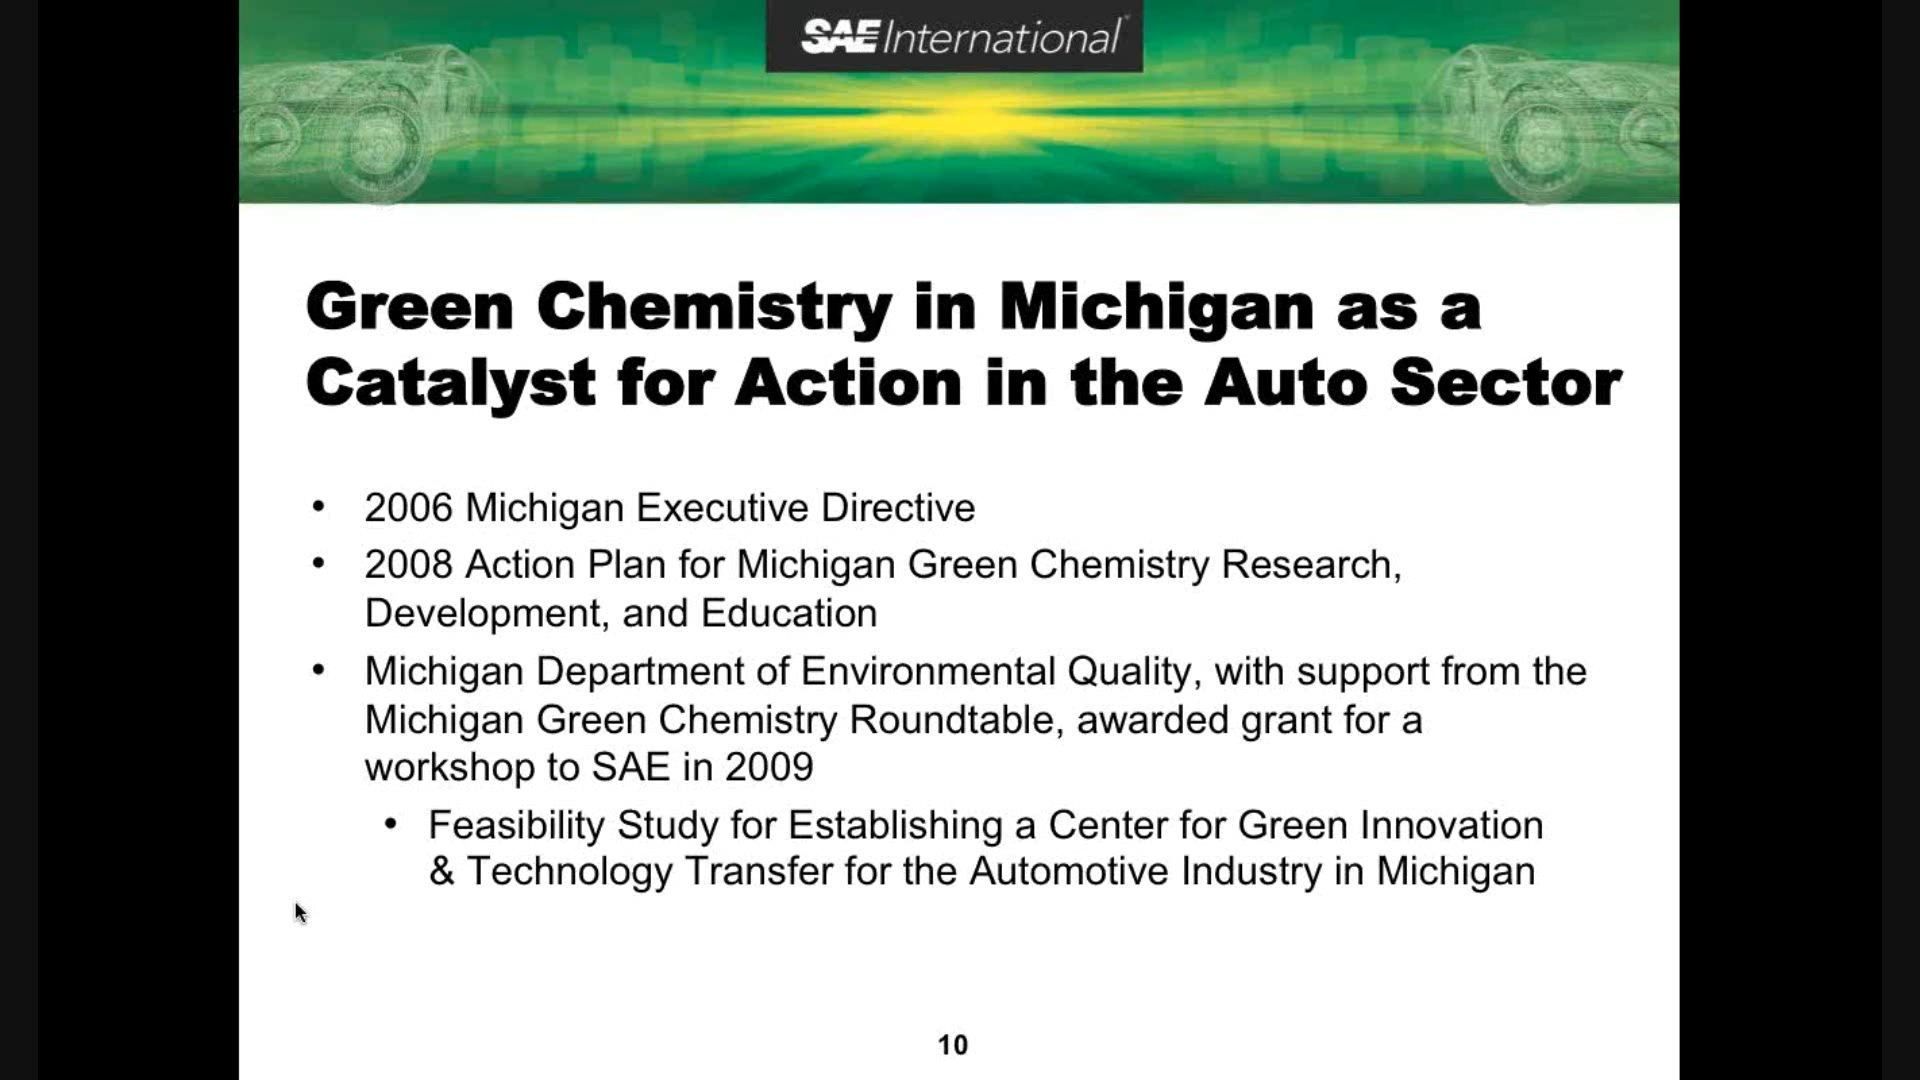 SAE International
Green Chemistry in Michigan as a
Catalyst for Action in the Auto Sector
• 2006 Michigan Executive Directive
• 2008 Action Plan for Michigan Green Chemistry Research,
Development, and Education
• Michigan Department of Environmental Quality, with support from the
Michigan Green Chemistry Roundtable, awarded grant for a
workshop to SAE in 2009
• Feasibility Study for Establishing a Center for Green Innovation
& Technology Transfer for the Automotive Industry in Michigan
10